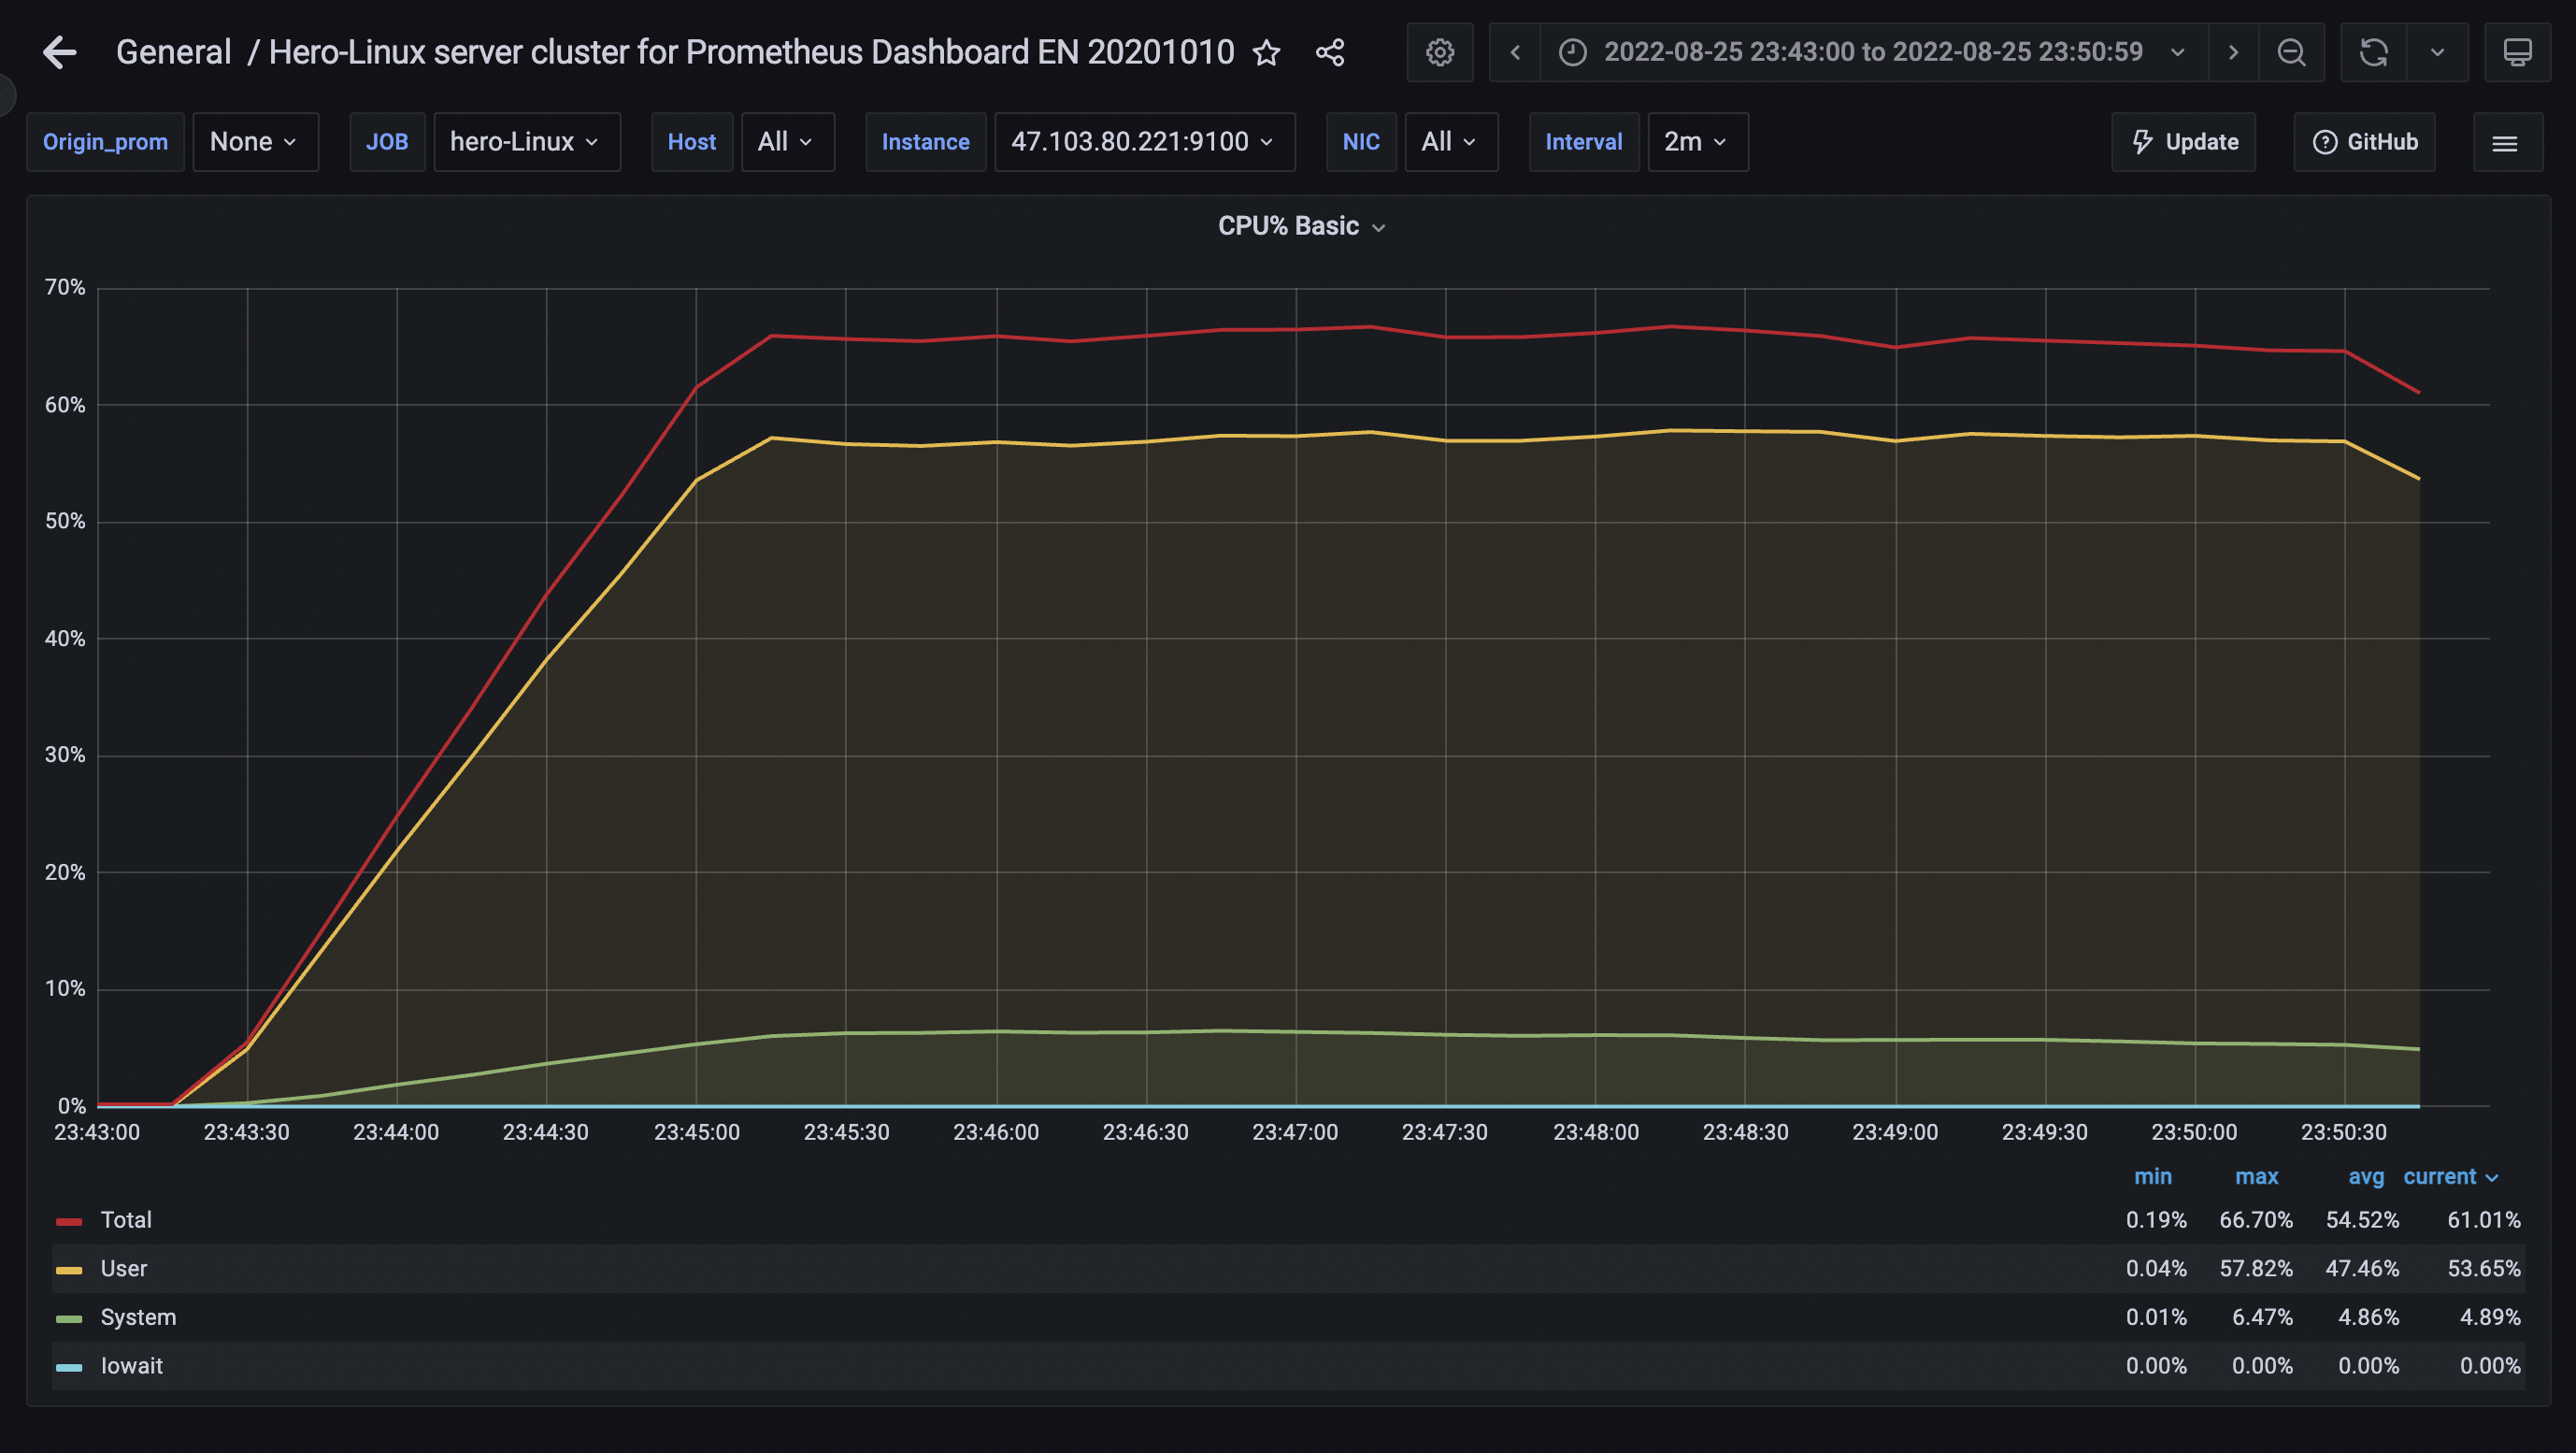 General / Hero-Linux server cluster for Prometheus Dashboard EN 20201010 2022-08-25 23:43:00 to 2022-08-25 23:50:59
Origin_prom None JOB hero-Linux Host All Instance 47.103.80.221:9100 NIC All Interval 2m Update GitHub
CPU% Basic
70%
60%
50%
40%
30%
20%
10%
0%
23:43:00 23:43:30 23:44:00 23:44:30 23:45:00 23:45:30 23:46:00 23:46:30 23:47:00 23:47:30 23:48:00 23:48:30 23:49:00 23:49:30 23:50:00 23:50:30
min max avg current
Total 0.19% 66.70% 54.52% 61.01%
User 0.04% 57.82% 47.46% 53.65%
System 0.01% 6.47% 4.86% 4.89%
Iowait 0.00% 0.00% 0.00% 0.00%